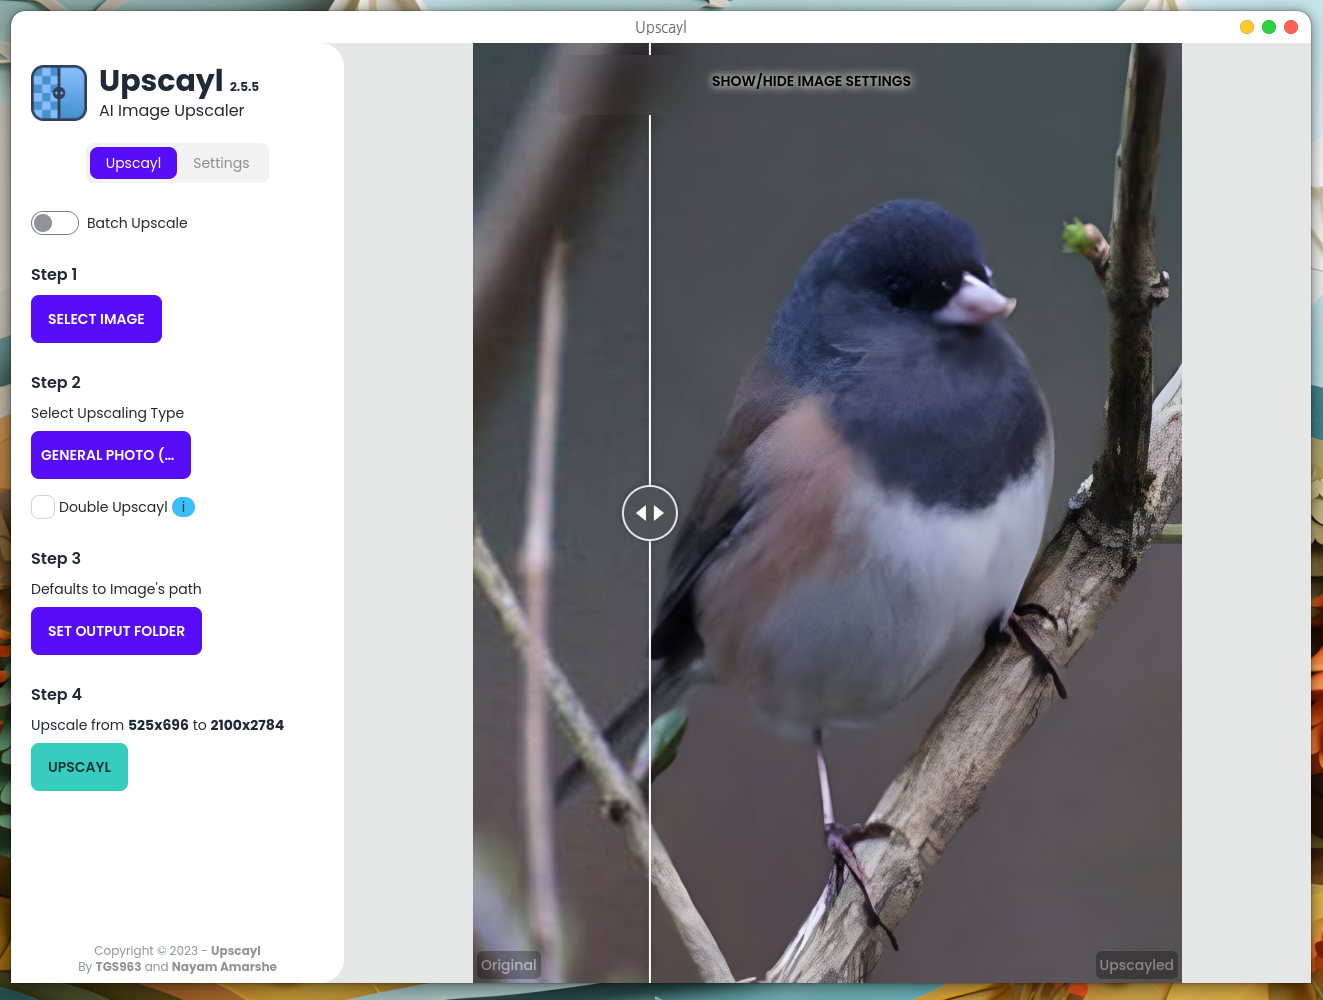 Upscayl
Upscayl 2.5.5
AI Image Upscaler
Upscayl Settings
Batch Upscale
Step 1
SELECT IMAGE
Step 2
Select Upscaling Type
GENERAL PHOTO (...
Double Upscayl i
Step 3
Defaults to Image's path
SET OUTPUT FOLDER
Step 4
Upscale from 525x696 to 2100x2784
UPSCAYL
Copyright © 2023 - Upscayl
By TGS963 and Nayam Amarshe
SHOW/HIDE IMAGE SETTINGS
Original
Upscayled